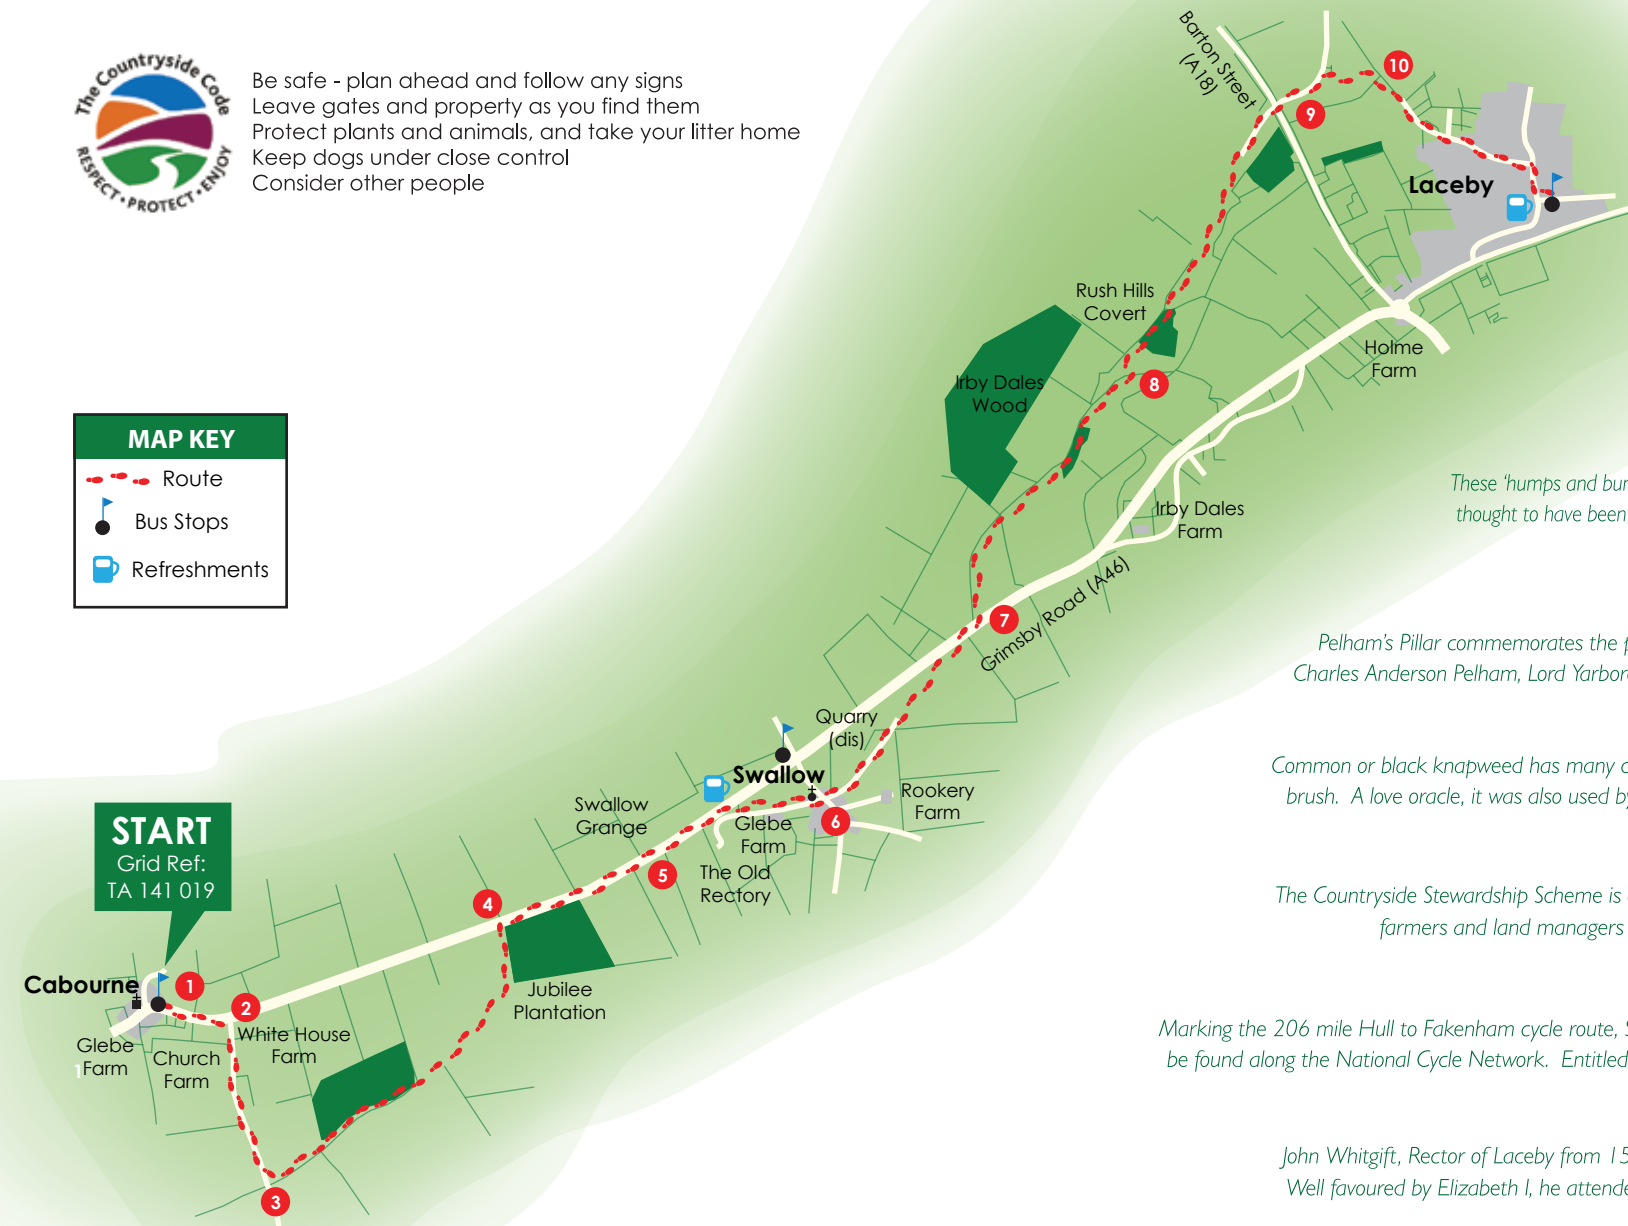 The Countryside Code
RESPECT • PROTECT • ENJOY
Be safe - plan ahead and follow any signs
Leave gates and property as you find them
Protect plants and animals, and take your litter home
Keep dogs under close control
Consider other people
MAP KEY
Route
Bus Stops
Refreshments
Barton Street
(A18)
10
9
Laceby
Rush Hills
Covert
Holme
Farm
Irby Dales
Wood
8
Irby Dales
Farm
Grimsby Road (A46)
7
Quarry
(dis)
Swallow
Rookery
Farm
Swallow
Grange
Glebe
Farm
6
5
The Old
Rectory
4
START
Grid Ref:
TA 141 019
Jubilee
Plantation
Cabourne
1
2
White House
Farm
Glebe
1Farm
Church
Farm
3
These 'humps and
thought to have been
Pelham's Pillar commemorates the
Charles Anderson Pelham, Lord
Common or black knapweed has many
brush. A love oracle, it was also used
The Countryside Stewardship Scheme is
farmers and land managers
Marking the 206 mile Hull to Fakenham cycle route,
be found along the National Cycle Network. Entitled
John Whitgift, Rector of Laceby from
Well favoured by Elizabeth I, he